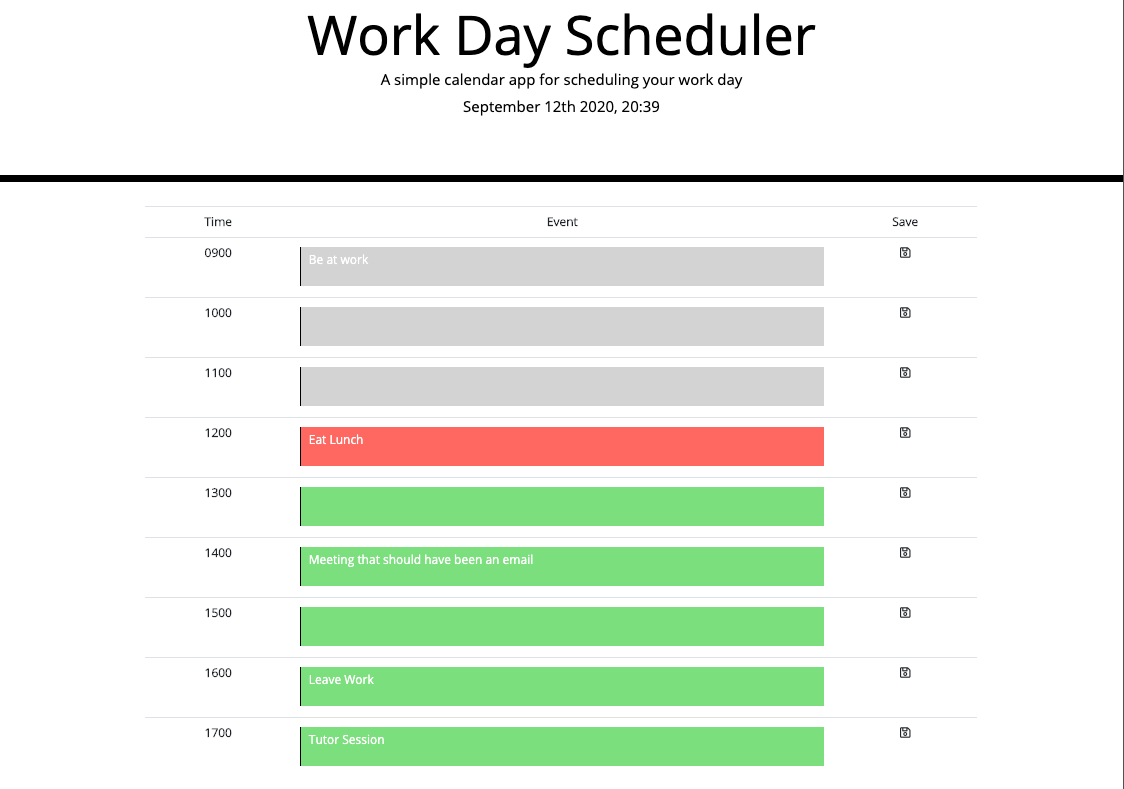 Work Day Scheduler
A simple calendar app for scheduling your work day
September 12th 2020, 20:39
Time Event Save
0900 Be at work
1000
1100
1200 Eat Lunch
1300
1400 Meeting that should have been an email
1500
1600 Leave Work
1700 Tutor Session